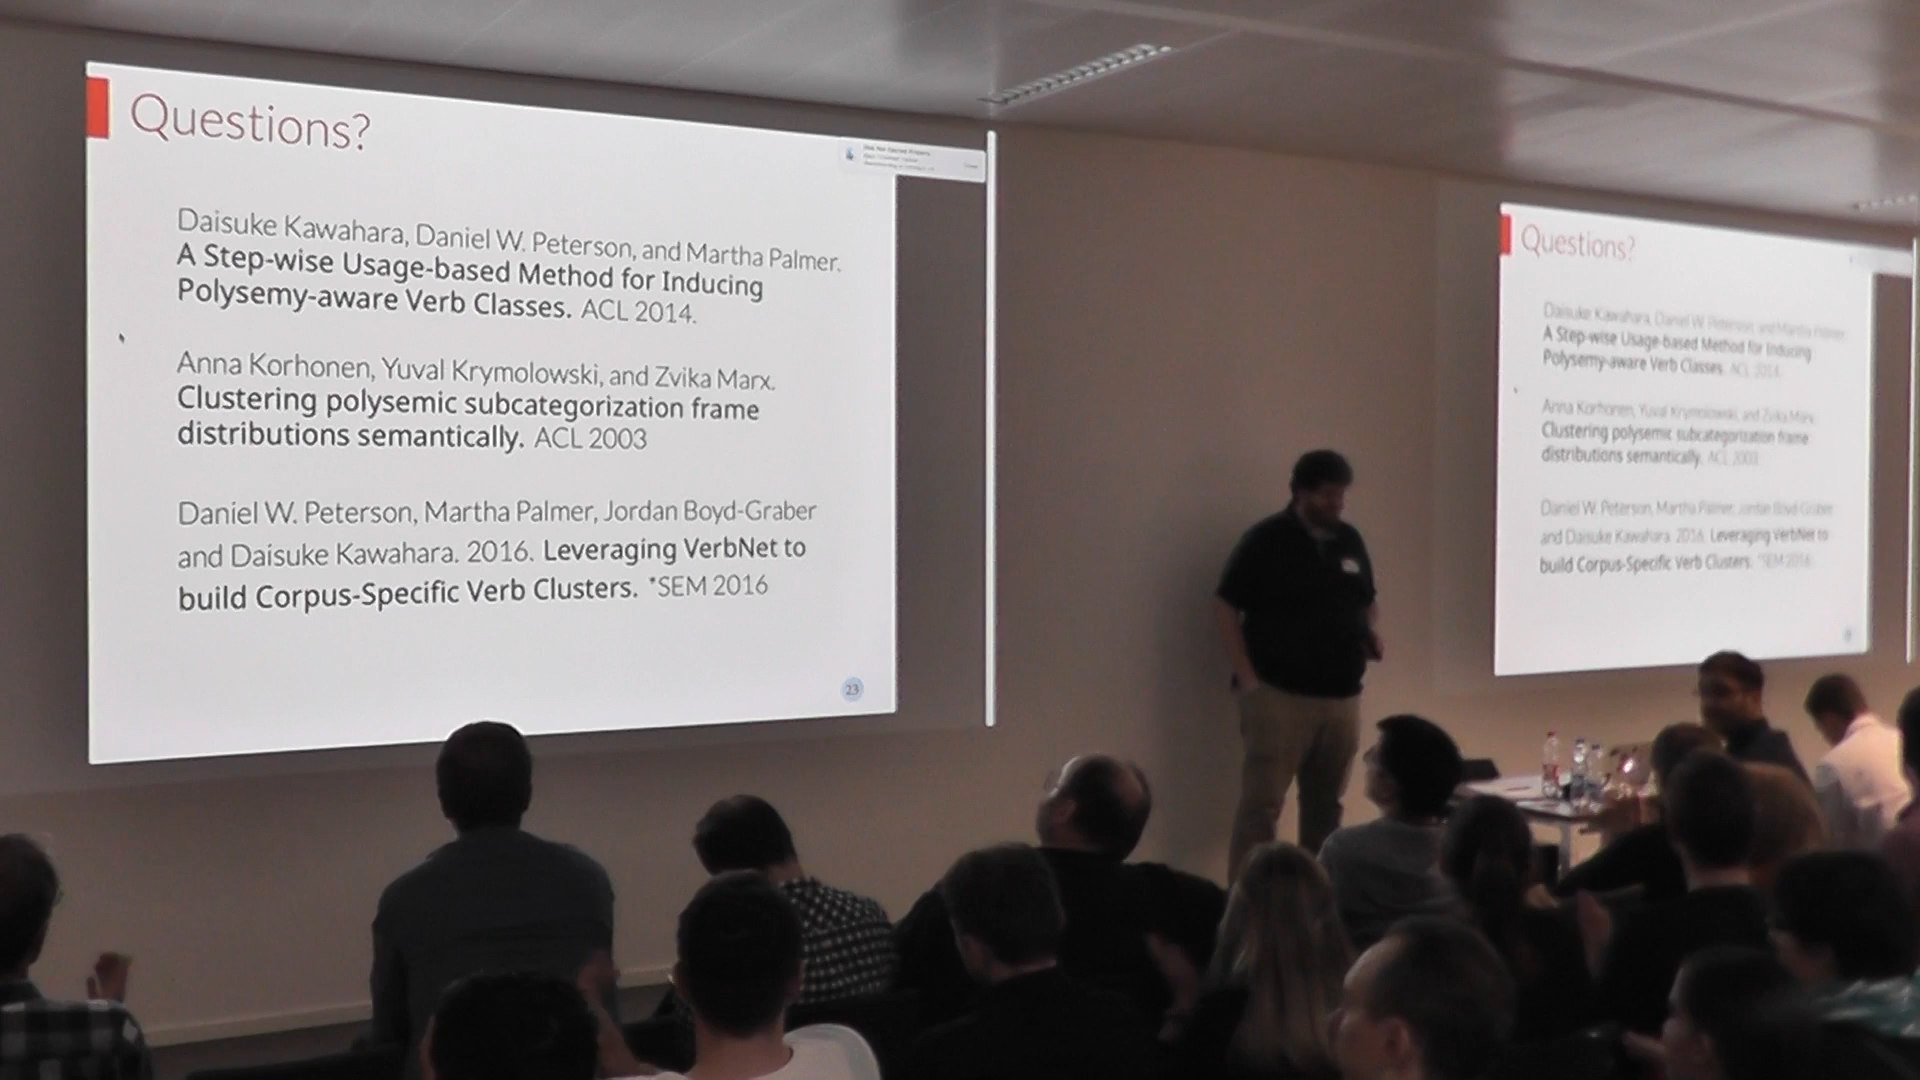 Questions?
Daisuke Kawahara, Daniel W. Peterson, and Martha Palmer.
A Step-wise Usage-based Method for Inducing
Polysemy-aware Verb Classes. ACL 2014.
Anna Korhonen, Yuval Krymolowski, and Zvika Marx.
Clustering polysemic subcategorization frame
distributions semantically. ACL 2003
Daniel W. Peterson, Martha Palmer, Jordan Boyd-Graber
and Daisuke Kawahara. 2016. Leveraging VerbNet to
build Corpus-Specific Verb Clusters. *SEM 2016
23
Questions?
Daisuke Kawahara, Daniel W. Peterson, and Martha Palmer.
A Step-wise Usage-based Method for Inducing
Polysemy-aware Verb Classes. ACL 2014.
Anna Korhonen, Yuval Krymolowski, and Zvika Marx.
Clustering polysemic subcategorization frame
distributions semantically. ACL 2003
Daniel W. Peterson, Martha Palmer, Jordan Boyd-Graber
and Daisuke Kawahara. 2016. Leveraging VerbNet to
build Corpus-Specific Verb Clusters. *SEM 2016